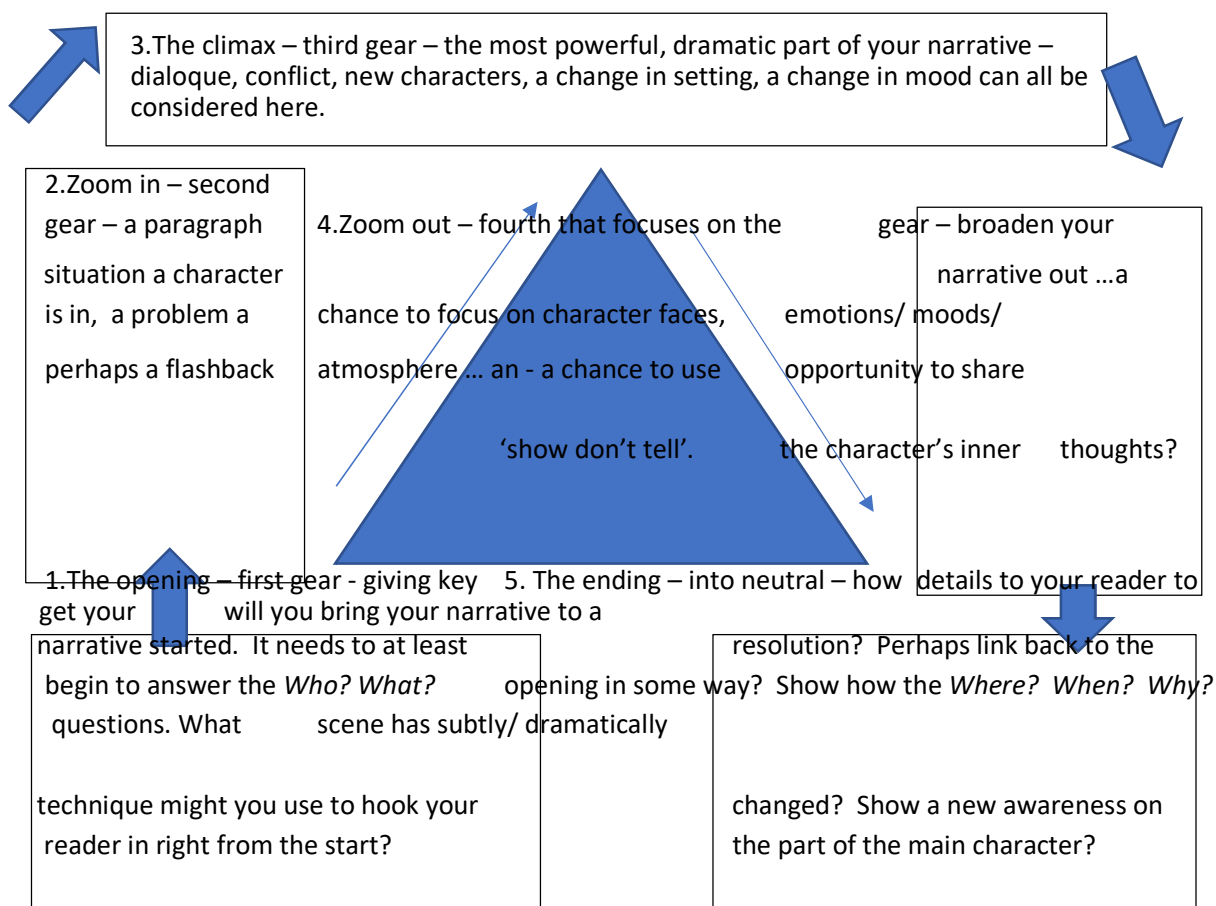 3.The climax – third gear – the most powerful, dramatic part of your narrative –
dialoque, conflict, new characters, a change in setting, a change in mood can all be
considered here.
2.Zoom in – second
gear – a paragraph 4.Zoom out – fourth that focuses on the gear – broaden your
situation a character narrative out …a
is in, a problem a chance to focus on character faces, emotions/ moods/
perhaps a flashback atmosphere … an - a chance to use opportunity to share
‘show don’t tell’. the character’s inner thoughts?
1.The opening – first gear - giving key 5. The ending – into neutral – how details to your reader to
get your will you bring your narrative to a
narrative started. It needs to at least resolution? Perhaps link back to the
begin to answer the Who? What? opening in some way? Show how the Where? When? Why?
questions. What scene has subtly/ dramatically
technique might you use to hook your changed? Show a new awareness on
reader in right from the start? the part of the main character?